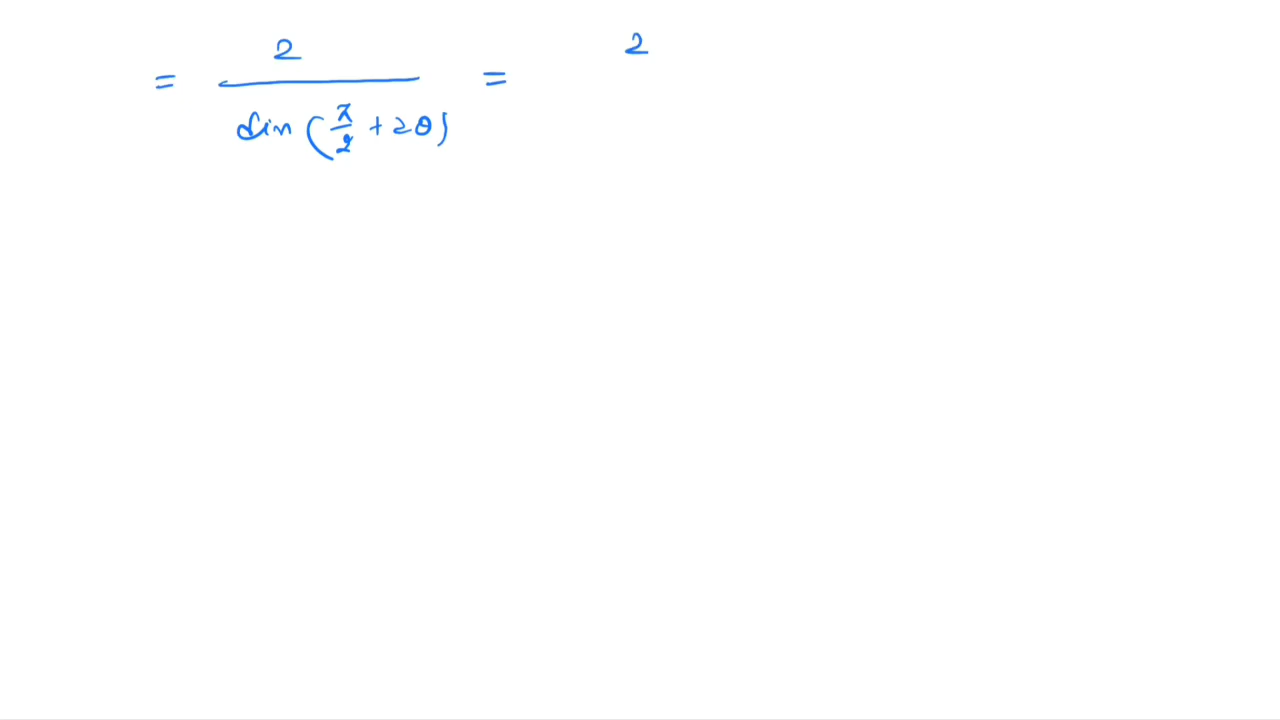 = 2 / sin (π/2 + 2θ) = 2